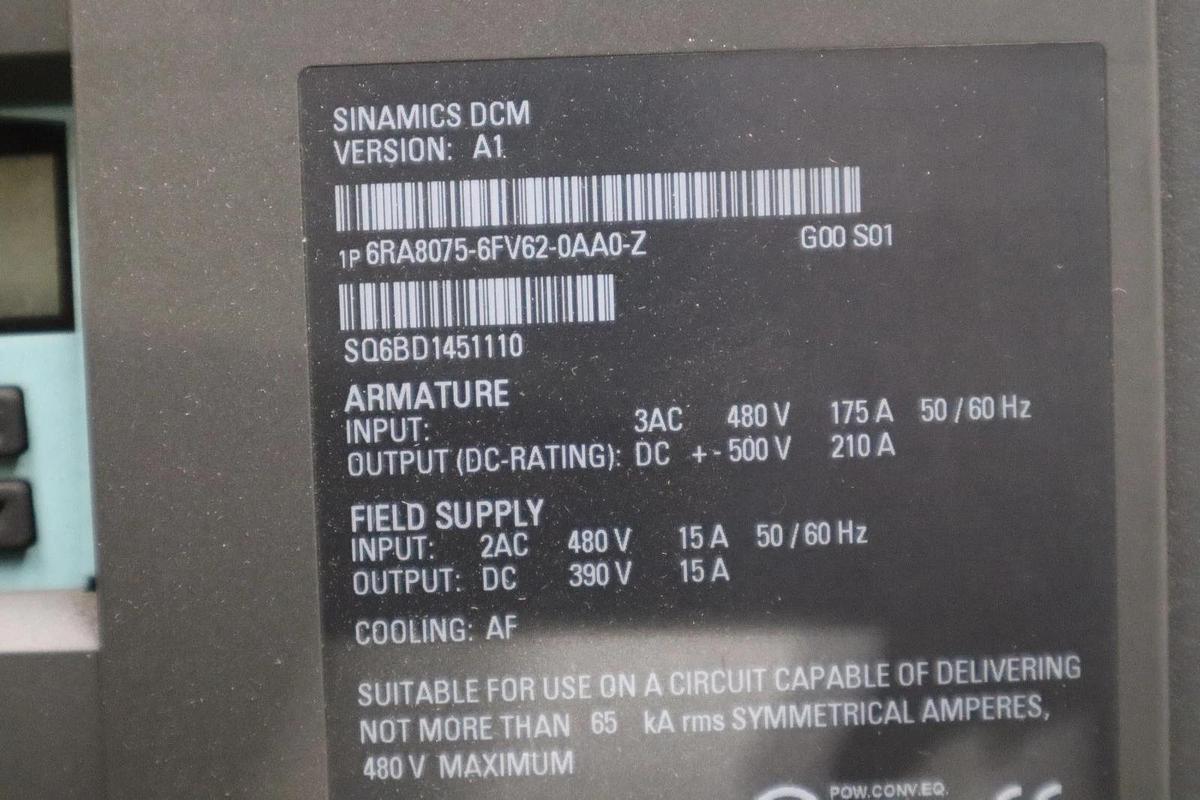 SINAMICS DCM
VERSION: A1
1P 6RA8075-6FV62-0AA0-Z G00 S01
SQ6BD1451110
ARMATURE
INPUT: 3AC 480 V 175 A 50 / 60 Hz
OUTPUT (DC-RATING): DC +- 500 V 210 A
FIELD SUPPLY
INPUT: 2AC 480 V 15 A 50 / 60 Hz
OUTPUT: DC 390 V 15 A
COOLING: AF
SUITABLE FOR USE ON A CIRCUIT CAPABLE OF DELIVERING
NOT MORE THAN 65 kA rms SYMMETRICAL AMPERES,
480 V MAXIMUM
POW.CONV.EQ.